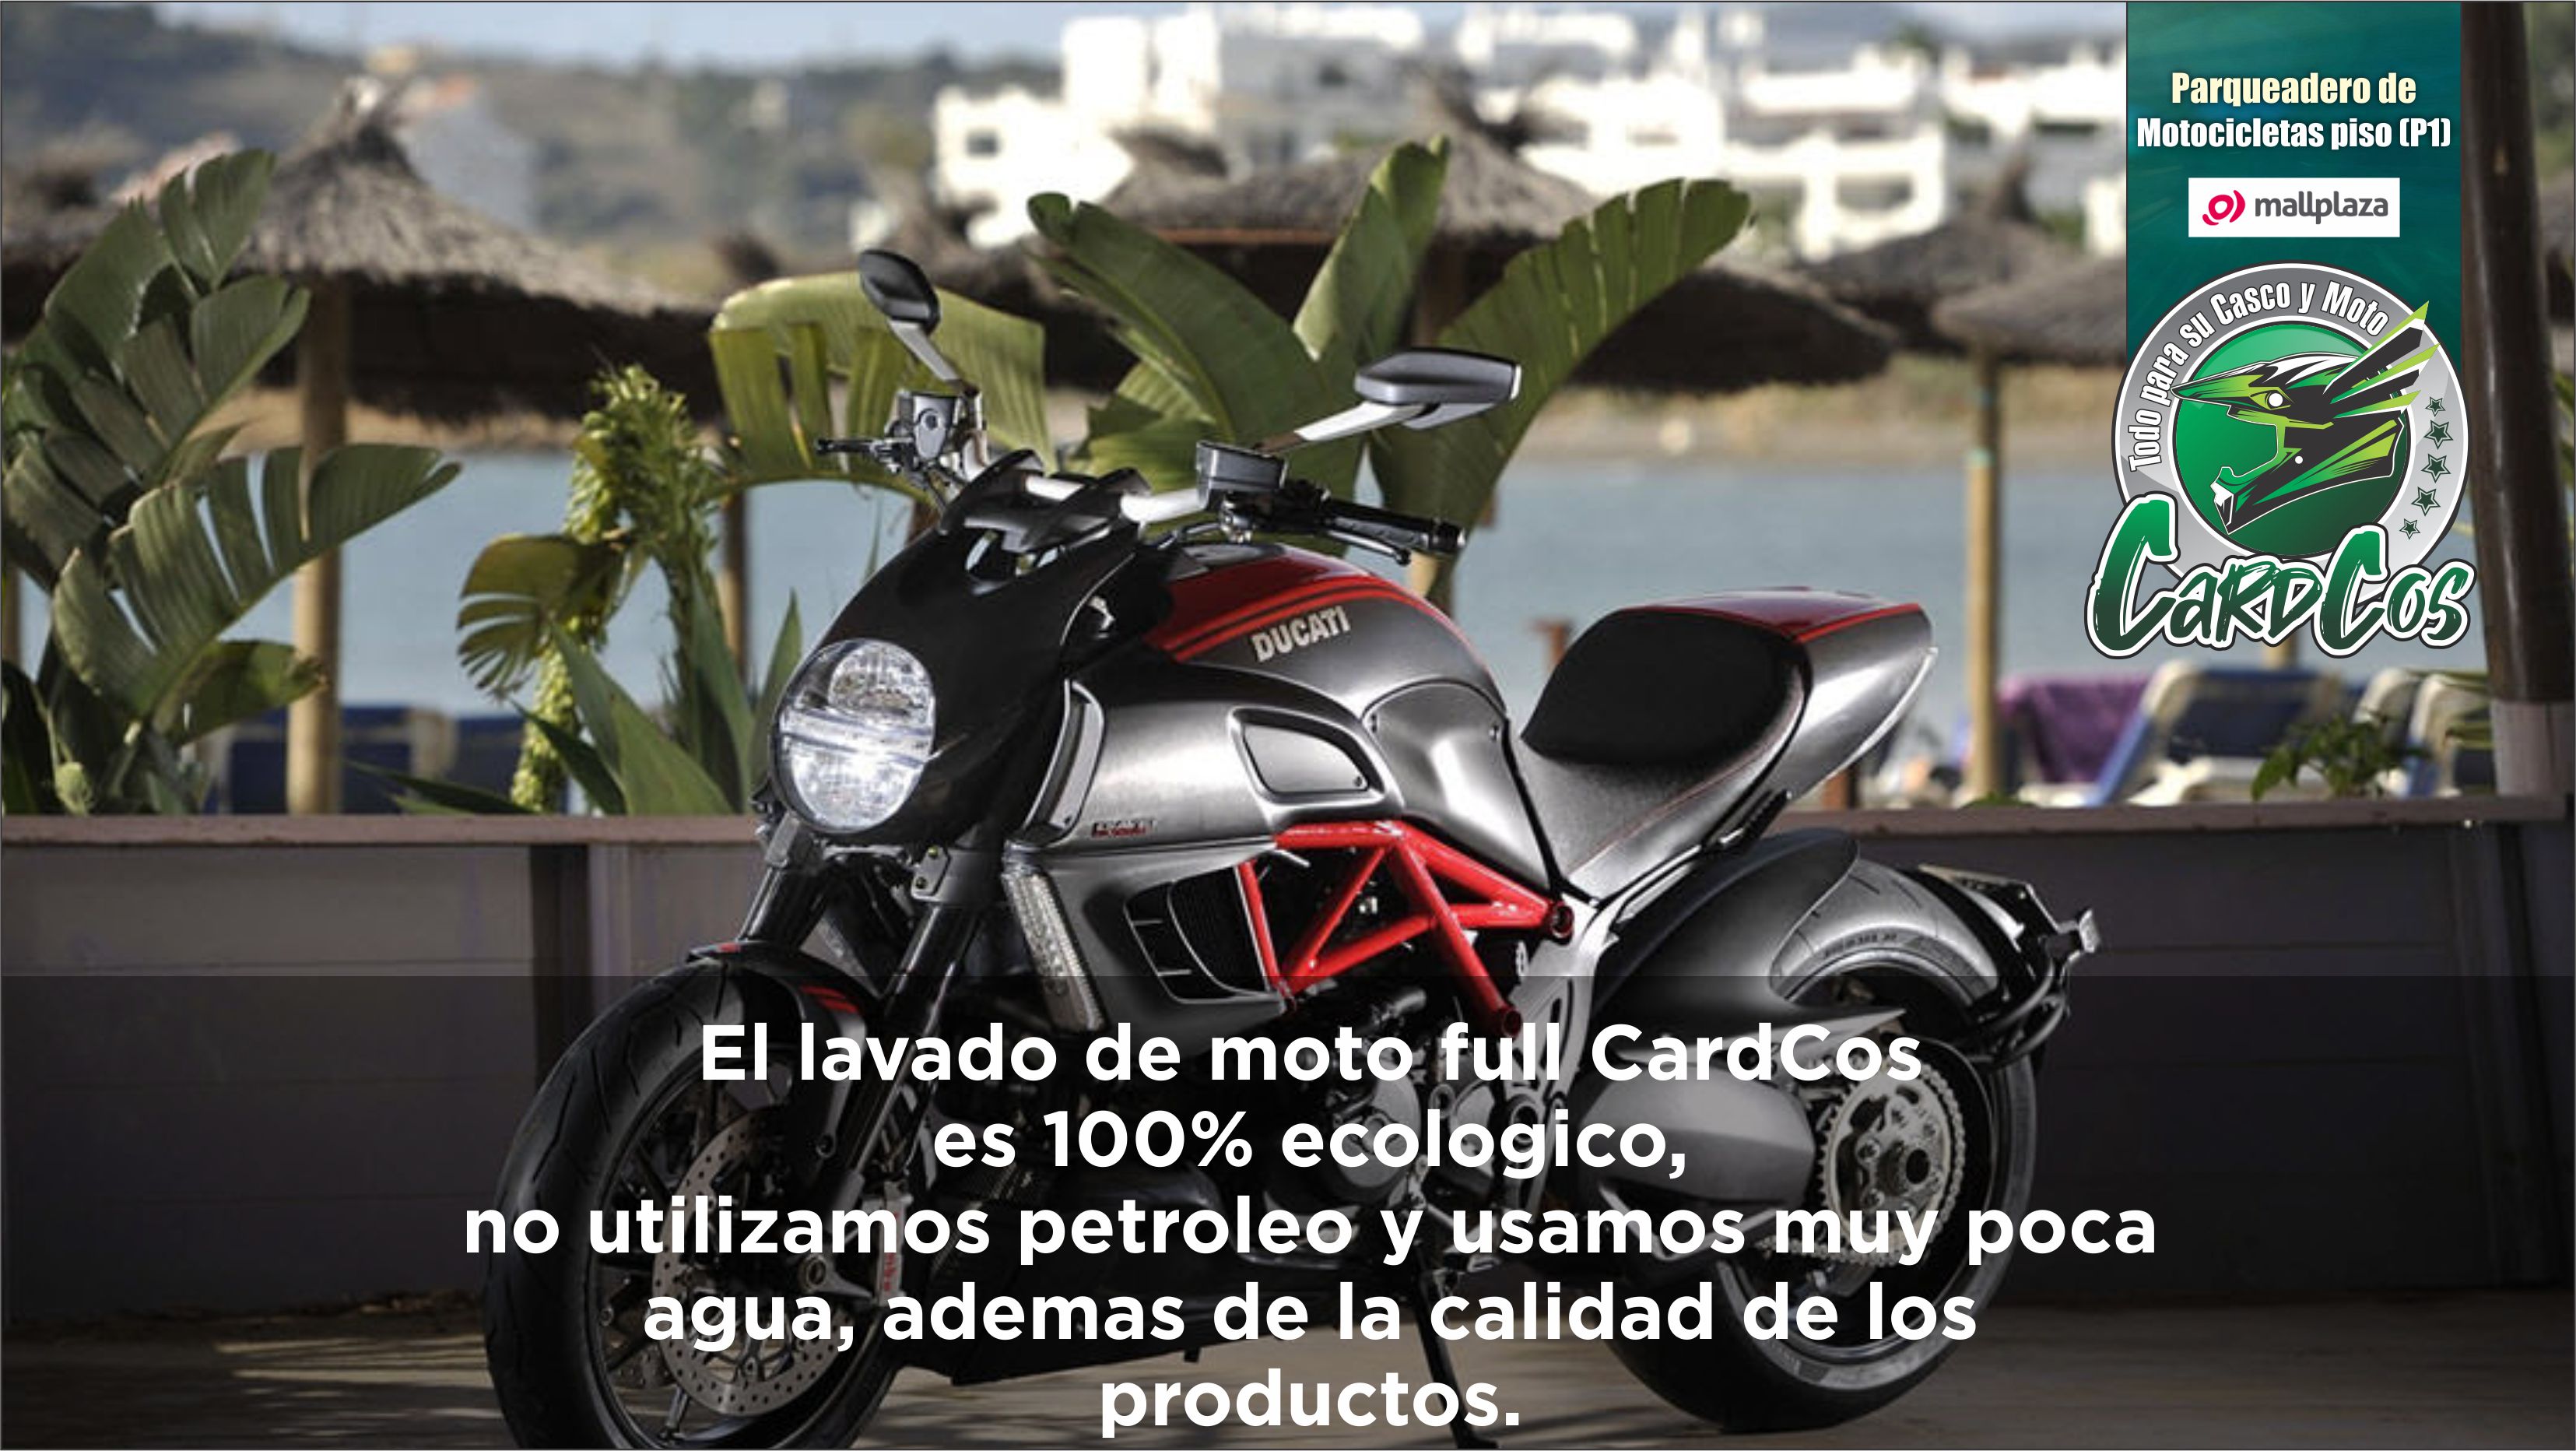 Parqueadero de
Motocicletas piso (P1)
mallplaza
Todo para su Casco y Moto
CardCos
DUCATI
El lavado de moto full CardCos
es 100% ecologico,
no utilizamos petroleo y usamos muy poca
agua, ademas de la calidad de los
productos.